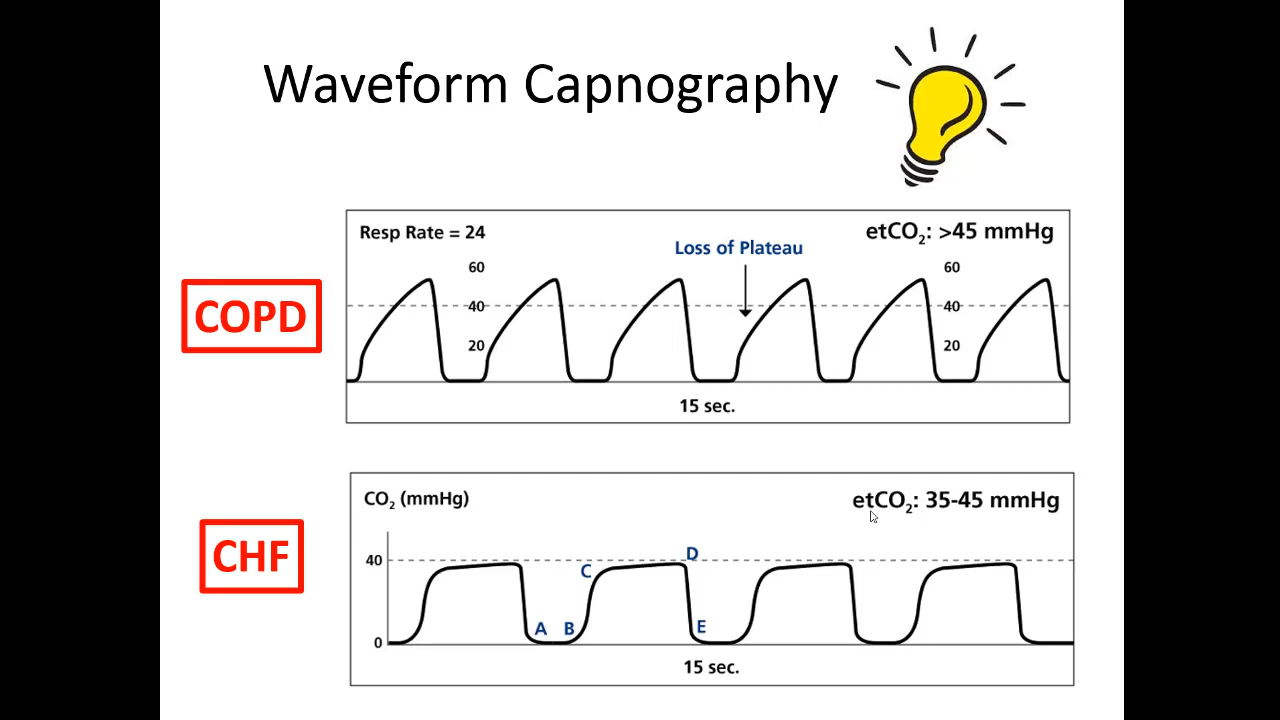 Waveform Capnography
Resp Rate = 24
etCO₂: >45 mmHg
Loss of Plateau
60
60
COPD
40
40
20
20
15 sec.
CO₂ (mmHg)
etCO₂: 35-45 mmHg
CHF
40
D
C
A
B
E
0
15 sec.